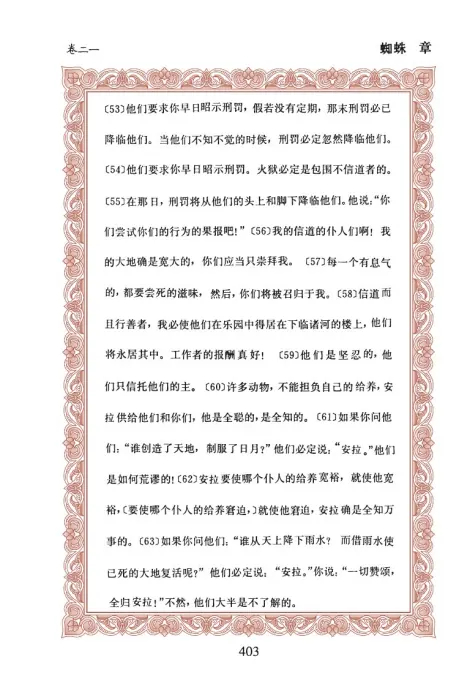 卷二一
蜘蛛 章
〔53〕他们要求你早日昭示刑罚，假若没有定期，那末刑罚必已
降临他们。当他们不知不觉的时候，刑罚必定忽然降临他们。
〔54〕他们要求你早日昭示刑罚。火狱必定是包围不信道者的。
〔55〕在那日，刑罚将从他们的头上和脚下降临他们。他说：“你
们尝试你们的行为的果报吧！”〔56〕我的信道的仆人们啊！我
的大地确是宽大的，你们应当只崇拜我。〔57〕每一个有息气
的，都要尝死的滋味，然后，你们将被召归于我。〔58〕信道而
且行善者，我必使他们在乐园中得居在下临诸河的楼上，他们
将永居其中。工作者的报酬真好！〔59〕他们是坚忍的，他
们只信托他们的主。〔60〕许多动物，不能担负自己的给养，安
拉供给他们和你们，他是全聪的，是全知的。〔61〕如果你问他
们：“谁创造了天地，制服了日月？”他们必定说：“安拉。”他们
是如何荒谬的！〔62〕安拉要使哪个仆人的给养宽裕，就使他宽
裕，〔要使哪个仆人的给养窘迫，〕就使他窘迫，安拉确是全知万
事的。〔63〕如果你问他们：“谁从天上降下雨水？而借雨水使
已死的大地复活呢？”他们必定说：“安拉。”你说：“一切赞颂，
全归安拉！”不然，他们大半是不了解的。
403